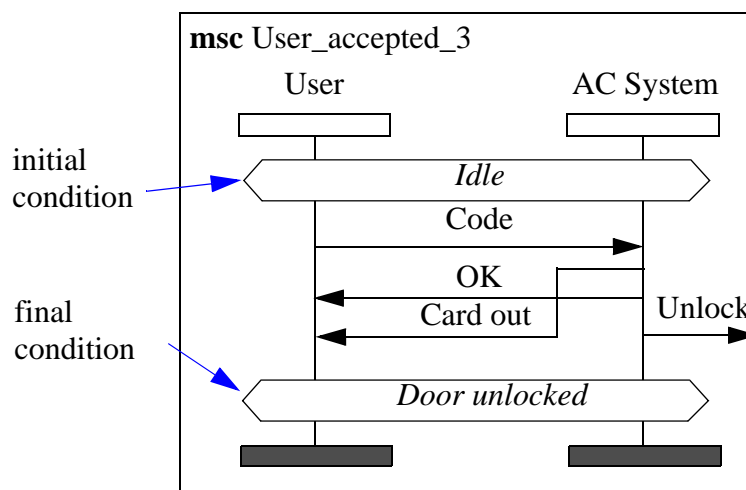 msc User_accepted_3
User
AC System
initial
condition
Idle
Code
OK
final
condition
Card out
Unlock
Door unlocked